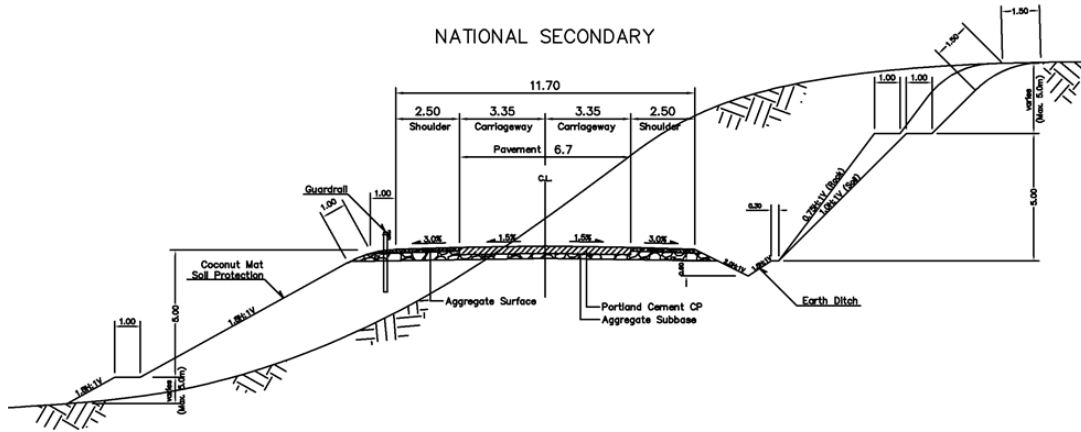 NATIONAL SECONDARY
1.50
1.50
1.00 1.00
varies
(Max. 5.0m)
11.70
2.50 3.35 3.35 2.50
Shoulder Carriageway Carriageway Shoulder
Pavement 6.7
C.L.
Guardrail
1.00
1.00
0.75H:1V (Rock)
1.0H:1V (Soil)
5.00
0.30
3.0% 1.5% 1.5% 3.0%
Coconut Mat
Soil Protection
1.5H:1V
Aggregate Surface
Portland Cement CP
Aggregate Subbase
Earth Ditch
5.00
1.00
1.5H:1V
varies
(Max. 5.0m)